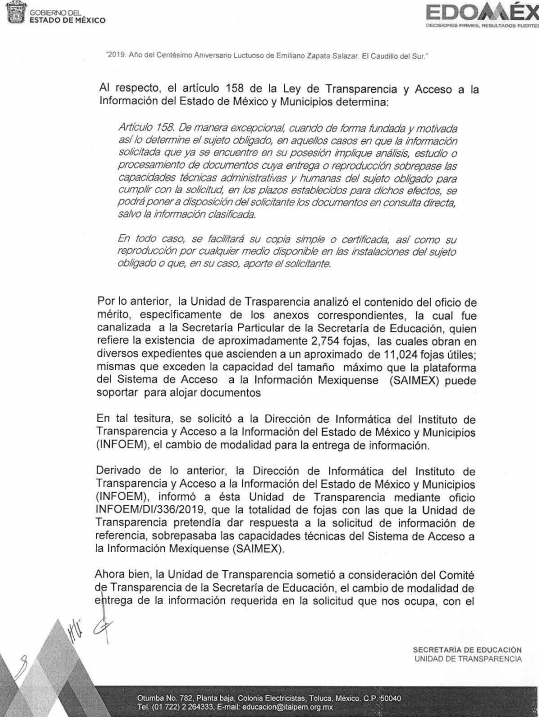 GOBIERNO DEL
ESTADO DE MÉXICO
EDOMÉX
DECISIONES FIRMES, RESULTADOS FUERTES.
"2019. Año del Centésimo Aniversario Luctuoso de Emiliano Zapata Salazar. El Caudillo del Sur."
Al respecto, el artículo 158 de la Ley de Transparencia y Acceso a la
Información del Estado de México y Municipios determina:
Artículo 158. De manera excepcional, cuando de forma fundada y motivada
así lo determine el sujeto obligado, en aquellos casos en que la información
solicitada que ya se encuentre en su posesión implique análisis, estudio o
procesamiento de documentos cuya entrega o reproducción sobrepase las
capacidades técnicas administrativas y humanas del sujeto obligado para
cumplir con la solicitud, en los plazos establecidos para dichos efectos, se
podrá poner a disposición del solicitante los documentos en consulta directa,
salvo la información clasificada.
En todo caso, se facilitará su copia simple o certificada, así como su
reproducción por cualquier medio disponible en las instalaciones del sujeto
obligado o que, en su caso, aporte el solicitante.
Por lo anterior, la Unidad de Trasparencia analizó el contenido del oficio de
mérito, específicamente de los anexos correspondientes, la cual fue
canalizada a la Secretaría Particular de la Secretaría de Educación, quien
refiere la existencia de aproximadamente 2,754 fojas, las cuales obran en
diversos expedientes que ascienden a un aproximado de 11,024 fojas útiles;
mismas que exceden la capacidad del tamaño máximo que la plataforma
del Sistema de Acceso a la Información Mexiquense (SAIMEX) puede
soportar para alojar documentos
En tal tesitura, se solicitó a la Dirección de Informática del Instituto de
Transparencia y Acceso a la Información del Estado de México y Municipios
(INFOEM), el cambio de modalidad para la entrega de información.
Derivado de lo anterior, la Dirección de Informática del Instituto de
Transparencia y Acceso a la Información del Estado de México y Municipios
(INFOEM), informó a ésta Unidad de Transparencia mediante oficio
INFOEM/DI/336/2019, que la totalidad de fojas con las que la Unidad de
Transparencia pretendía dar respuesta a la solicitud de información de
referencia, sobrepasaba las capacidades técnicas del Sistema de Acceso a
la Información Mexiquense (SAIMEX).
Ahora bien, la Unidad de Transparencia sometió a consideración del Comité
de Transparencia de la Secretaría de Educación, el cambio de modalidad de
entrega de la información requerida en la solicitud que nos ocupa, con el
SECRETARÍA DE EDUCACIÓN
UNIDAD DE TRANSPARENCIA
Otumba No. 782, Planta baja, Colonia Electricistas, Toluca, México. C.P. 50040
Tel. (01 722) 2 264333, E-mail: educacion@itaipem.org.mx